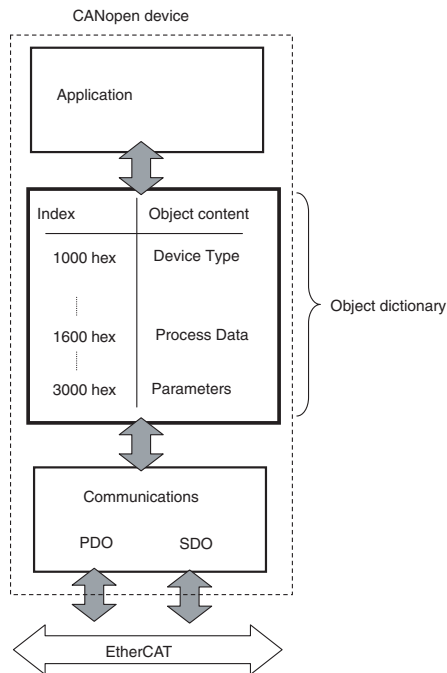 CANopen device
Application
Index Object content
1000 hex Device Type
1600 hex Process Data
3000 hex Parameters
Object dictionary
Communications
PDO SDO
EtherCAT